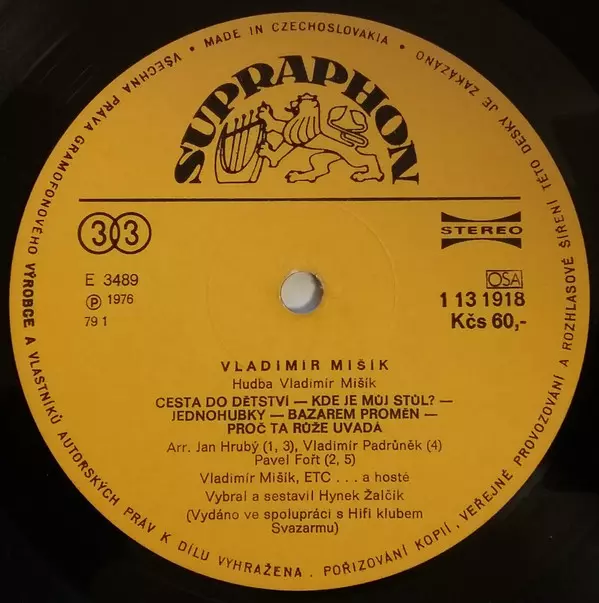 VŠECHNA PRÁVA GRAMOFONOVÉHO VÝROBCE A VLASTNÍKŮ AUTORSKÝCH PRÁV K DÍLU VYHRAŽENA . POŘIZOVÁNÍ KOPIÍ , VEŘEJNÉ PROVOZOVÁNÍ A ROZHLASOVÉ ŠÍŘENÍ TÉTO DESKY JE ZAKÁZÁNO • MADE IN CZECHOSLOVAKIA •
SUPRAPHON
33
STEREO
E 3489
℗ 1976
79 1
OSA
1 13 1918
Kčs 60,-
VLADIMÍR MIŠÍK
Hudba Vladimír Mišík
CESTA DO DĚTSTVÍ — KDE JE MŮJ STŮL? —
JEDNOHUBKY — BAZAREM PROMĚN —
PROČ TA RŮŽE UVADÁ
Arr. Jan Hrubý (1, 3), Vladimír Padrůněk (4)
Pavel Fořt (2, 5)
Vladimír Mišík, ETC . . . a hosté
Vybral a sestavil Hynek Žalčík
(Vydáno ve spolupráci s Hifi klubem
Svazarmu)